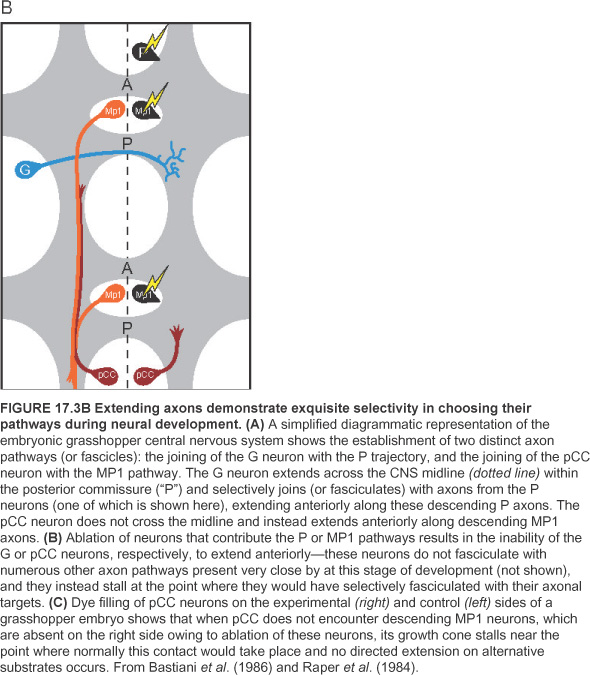 B
P
A
Mp1 Mp1
P
G
A
Mp1 Mp1
P
pCC pCC
FIGURE 17.3B Extending axons demonstrate exquisite selectivity in choosing their
pathways during neural development. (A) A simplified diagrammatic representation of the
embryonic grasshopper central nervous system shows the establishment of two distinct axon
pathways (or fascicles): the joining of the G neuron with the P trajectory, and the joining of the pCC
neuron with the MP1 pathway. The G neuron extends across the CNS midline (dotted line) within
the posterior commissure (“P”) and selectively joins (or fasciculates) with axons from the P
neurons (one of which is shown here), extending anteriorly along these descending P axons. The
pCC neuron does not cross the midline and instead extends anteriorly along descending MP1
axons. (B) Ablation of neurons that contribute the P or MP1 pathways results in the inability of the
G or pCC neurons, respectively, to extend anteriorly—these neurons do not fasciculate with
numerous other axon pathways present very close by at this stage of development (not shown),
and they instead stall at the point where they would have selectively fasciculated with their axonal
targets. (C) Dye filling of pCC neurons on the experimental (right) and control (left) sides of a
grasshopper embryo shows that when pCC does not encounter descending MP1 neurons, which
are absent on the right side owing to ablation of these neurons, its growth cone stalls near the
point where normally this contact would take place and no directed extension on alternative
substrates occurs. From Bastiani et al. (1986) and Raper et al. (1984).